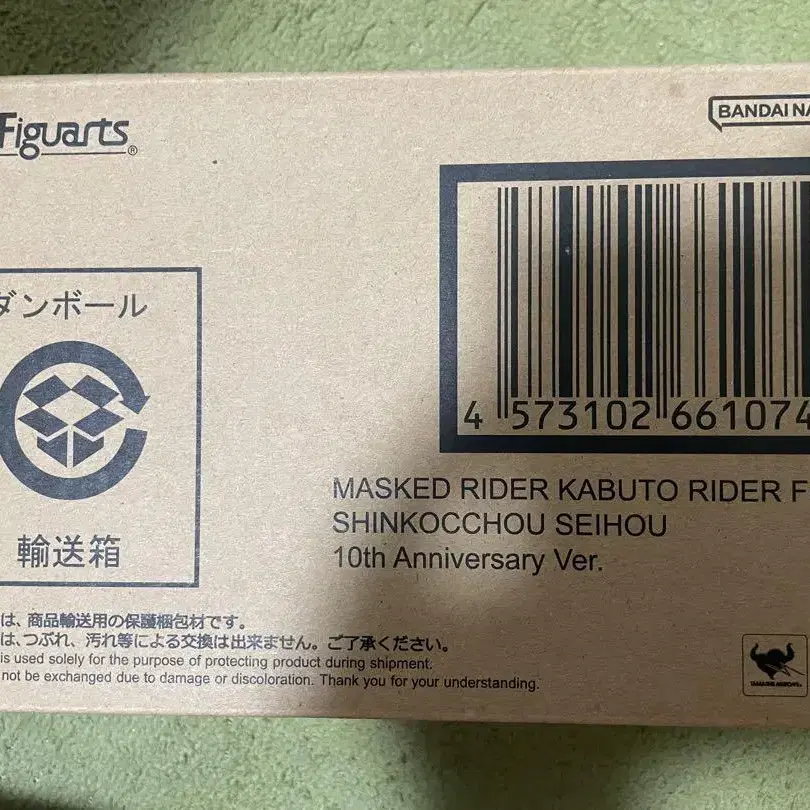 Figuarts®
BANDAI NA
ダンボール
輸送箱
4 573102 661074
MASKED RIDER KABUTO RIDER F
SHINKOCCHOU SEIHOU
10th Anniversary Ver.
は、商品輸送用の保護梱包材です。
は、つぶれ、汚れ等による交換は出来ません。ご了承ください。
is used solely for the purpose of protecting product during shipment.
not be exchanged due to damage or discoloration. Thank you for your understanding.
TAMASHII NATIONS